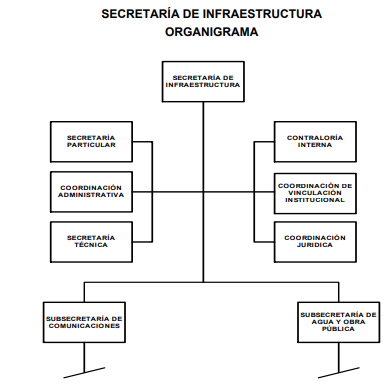 SECRETARÍA DE INFRAESTRUCTURA
ORGANIGRAMA
SECRETARÍA DE
INFRAESTRUCTURA
SECRETARÍA
PARTICULAR
CONTRALORÍA
INTERNA
COORDINACIÓN
ADMINISTRATIVA
COORDINACIÓN DE
VINCULACIÓN
INSTITUCIONAL
SECRETARÍA
TÉCNICA
COORDINACIÓN
JURIDICA
SUBSECRETARÍA DE
COMUNICACIONES
SUBSECRETARÍA DE
AGUA Y OBRA
PÚBLICA